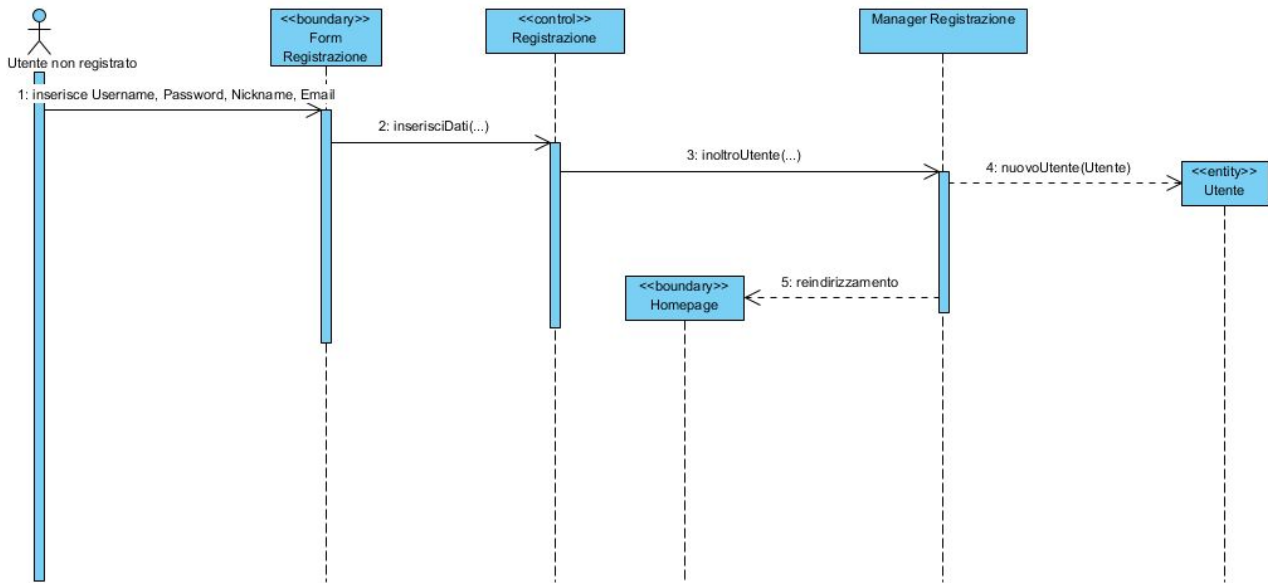 <<boundary>>
Form
Registrazione
<<control>>
Registrazione
Manager Registrazione
Utente non registrato
1: inserisce Username, Password, Nickname, Email
2: inserisciDati(...)
3: inoltroUtente(...)
4: nuovoUtente(Utente)
<<entity>>
Utente
<<boundary>>
Homepage
5: reindirizzamento